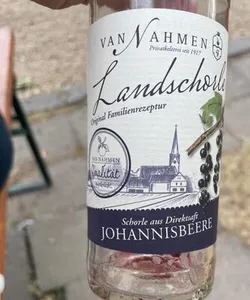 VAN NAHMEN
Privatkelterei seit 1917
Landschorle
Original Familienrezeptur
VAN NAHMEN
Qualität
Schorle aus Direktsaft
JOHANNISBEERE